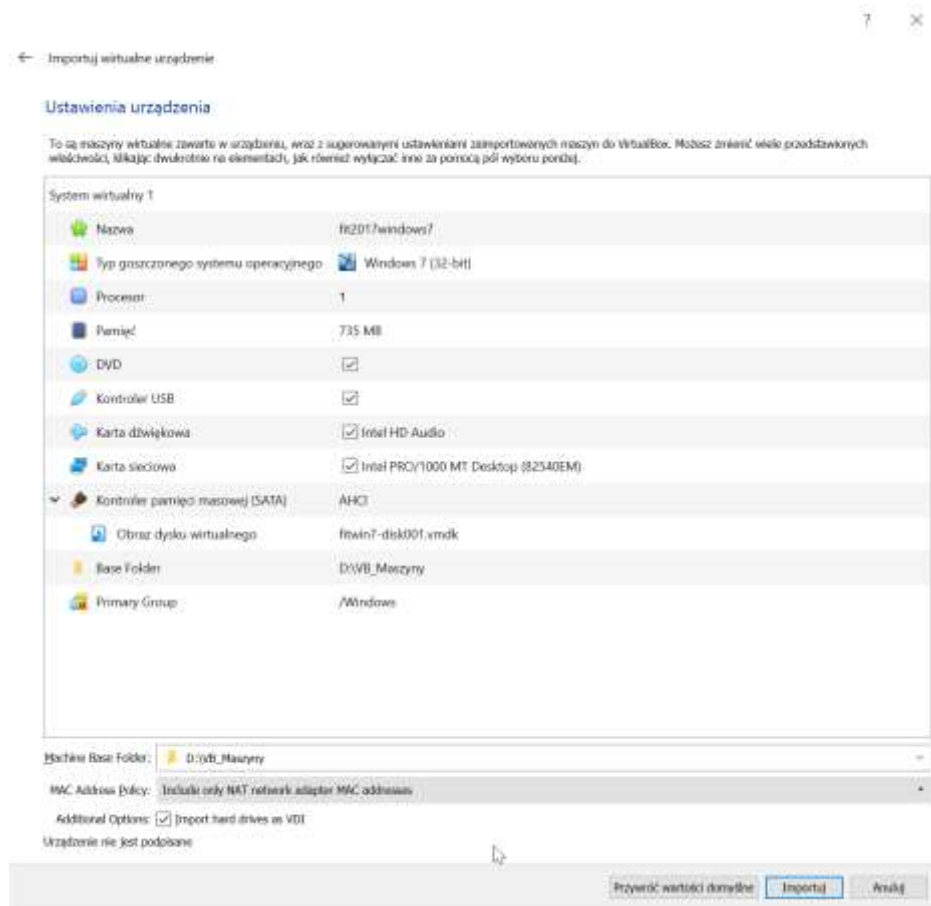 ?
Importuj wirtualne urządzenie
Ustawienia urządzenia
To są maszyny wirtualne zawarte w urządzeniu, wraz z sugerowanymi ustawieniami zaimportowanych maszyn do VirtualBox. Możesz zmienić wiele przedstawionych
właściwości, klikając dwukrotnie na elementach, jak również wyłączać inne za pomocą pól wyboru poniżej.
System wirtualny 1
Nazwa fit2017windows7
Typ goszczonego systemu operacyjnego Windows 7 (32-bit)
Procesor 1
Pamięć 735 MB
DVD
Kontroler USB
Karta dźwiękowa Intel HD Audio
Karta sieciowa Intel PRO/1000 MT Desktop (82540EM)
Kontroler pamięci masowej (SATA) AHCI
Obraz dysku wirtualnego fitwin7-disk001.vmdk
Base Folder D:\VB_Maszyny
Primary Group /Windows
Machine Base Folder: D:\VB_Maszyny
MAC Address Policy: Include only NAT network adapter MAC addresses
Additional Options: Import hard drives as VDI
Urządzenie nie jest podpisane
Przywróć wartości domyślne Importuj Anuluj